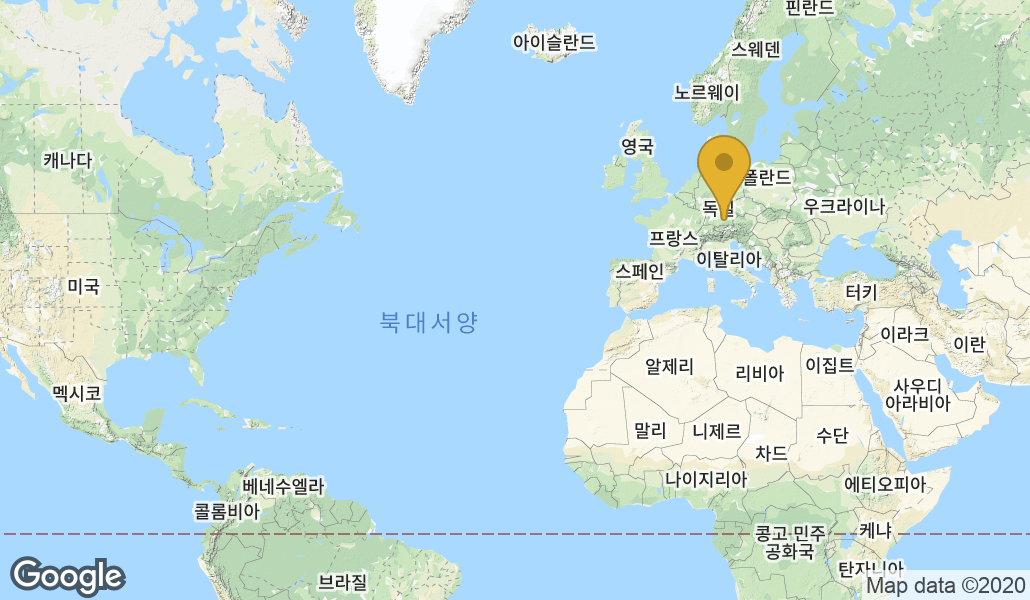 핀란드
아이슬란드
스웨덴
노르웨이
영국
캐나다
폴란드
독일
우크라이나
프랑스
이탈리아
스페인
미국
터키
북대서양
이라크
이란
알제리
리비아
이집트
사우디
아라비아
멕시코
말리
니제르
수단
차드
나이지리아
에티오피아
베네수엘라
콜롬비아
콩고 민주
공화국
케냐
탄자니아
브라질
Google
Map data ©2020